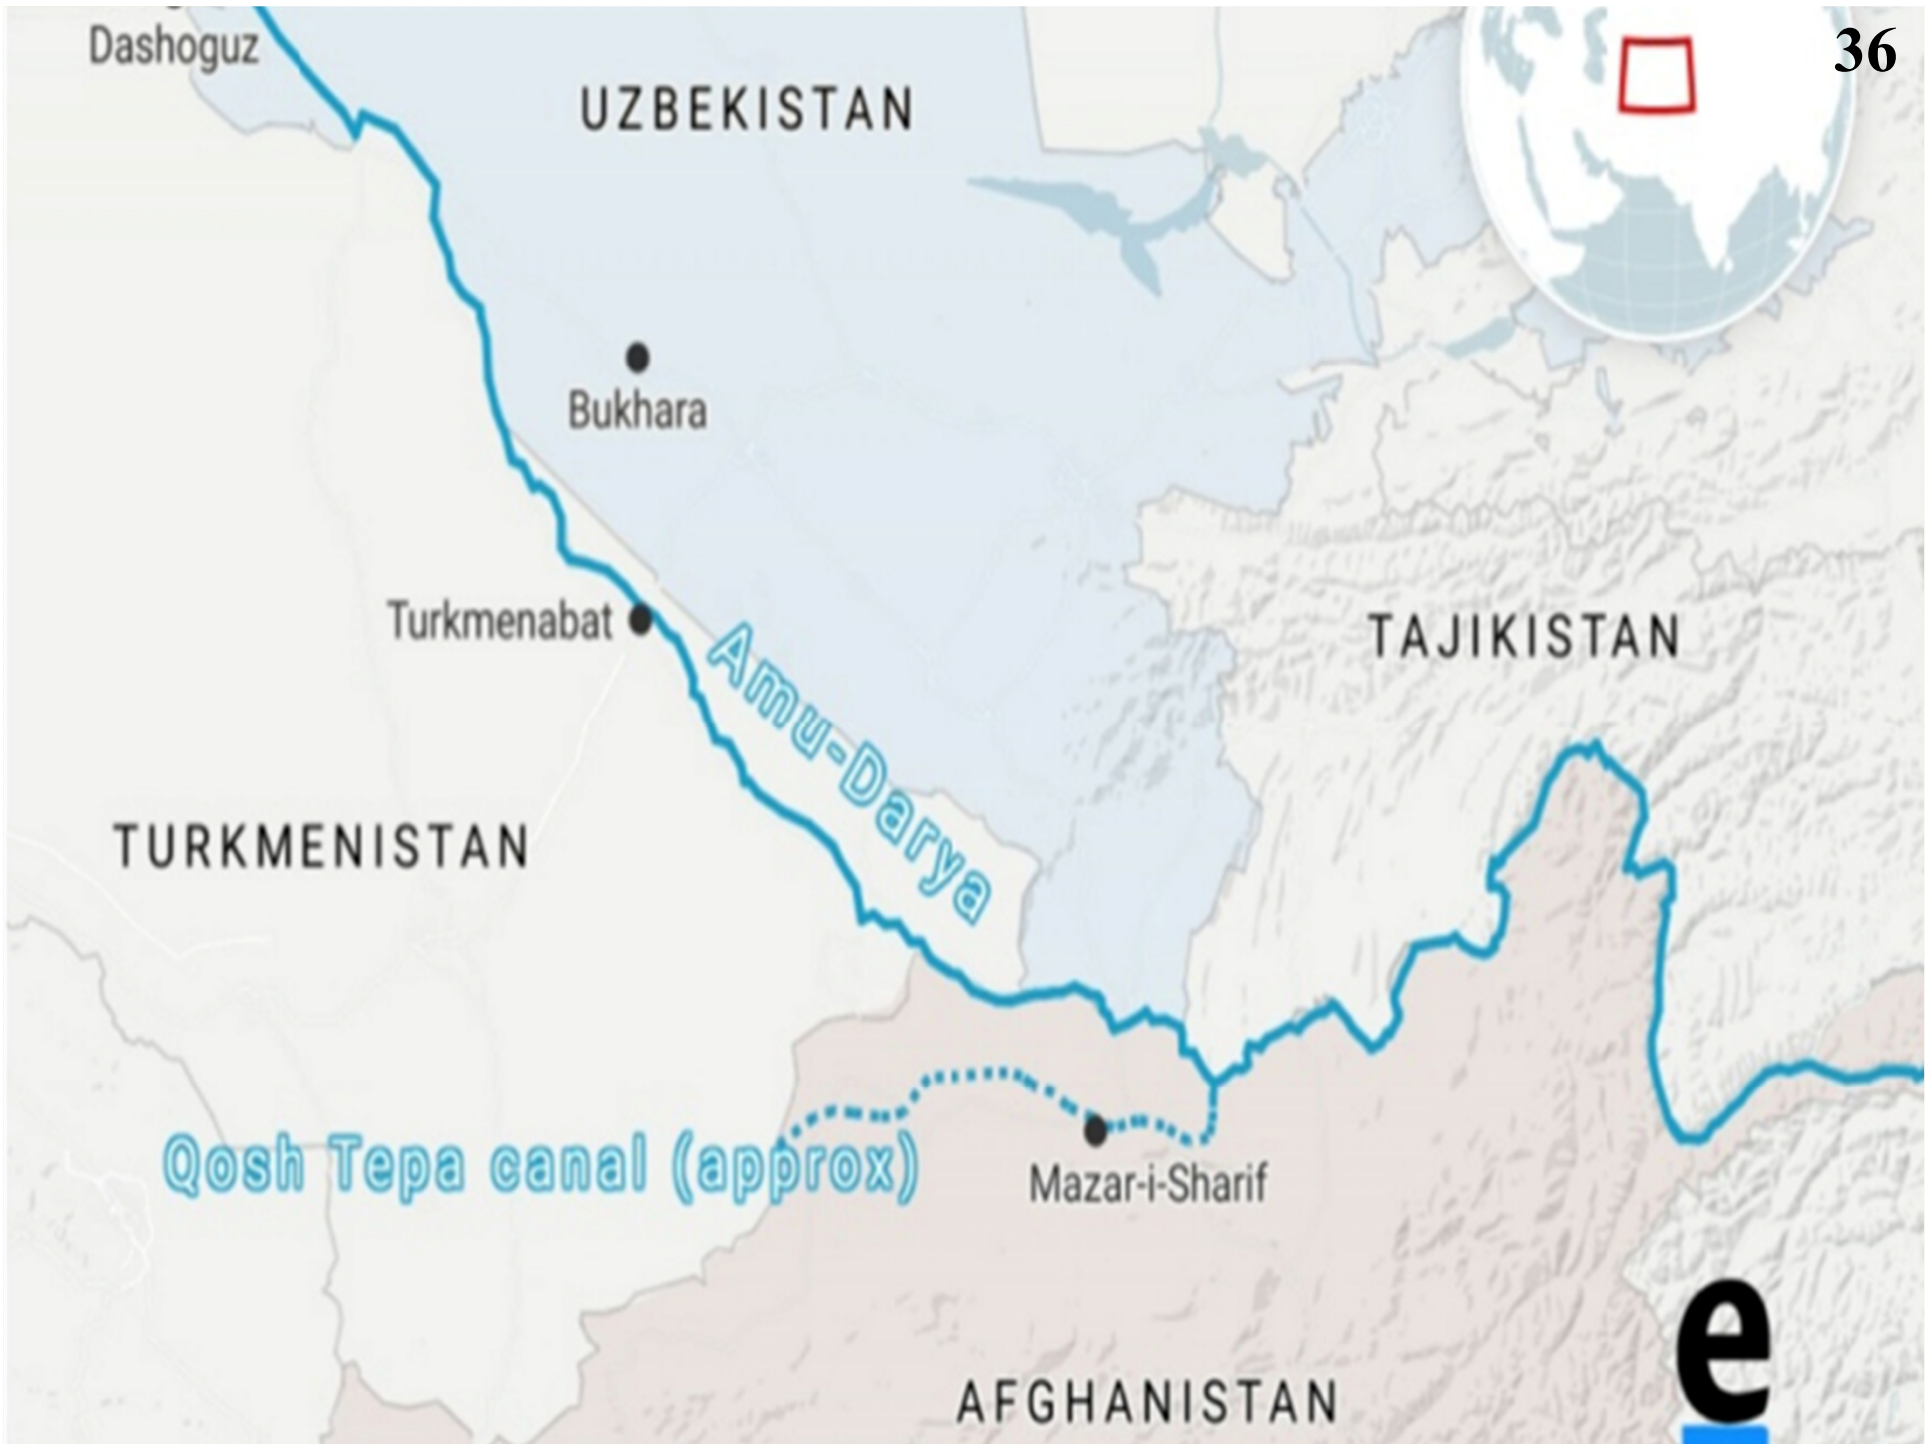 36
Dashoguz
UZBEKISTAN
Bukhara
Turkmenabat
TAJIKISTAN
Amu-Darya
TURKMENISTAN
Qosh Tepa canal (approx)
Mazar-i-Sharif
AFGHANISTAN
e